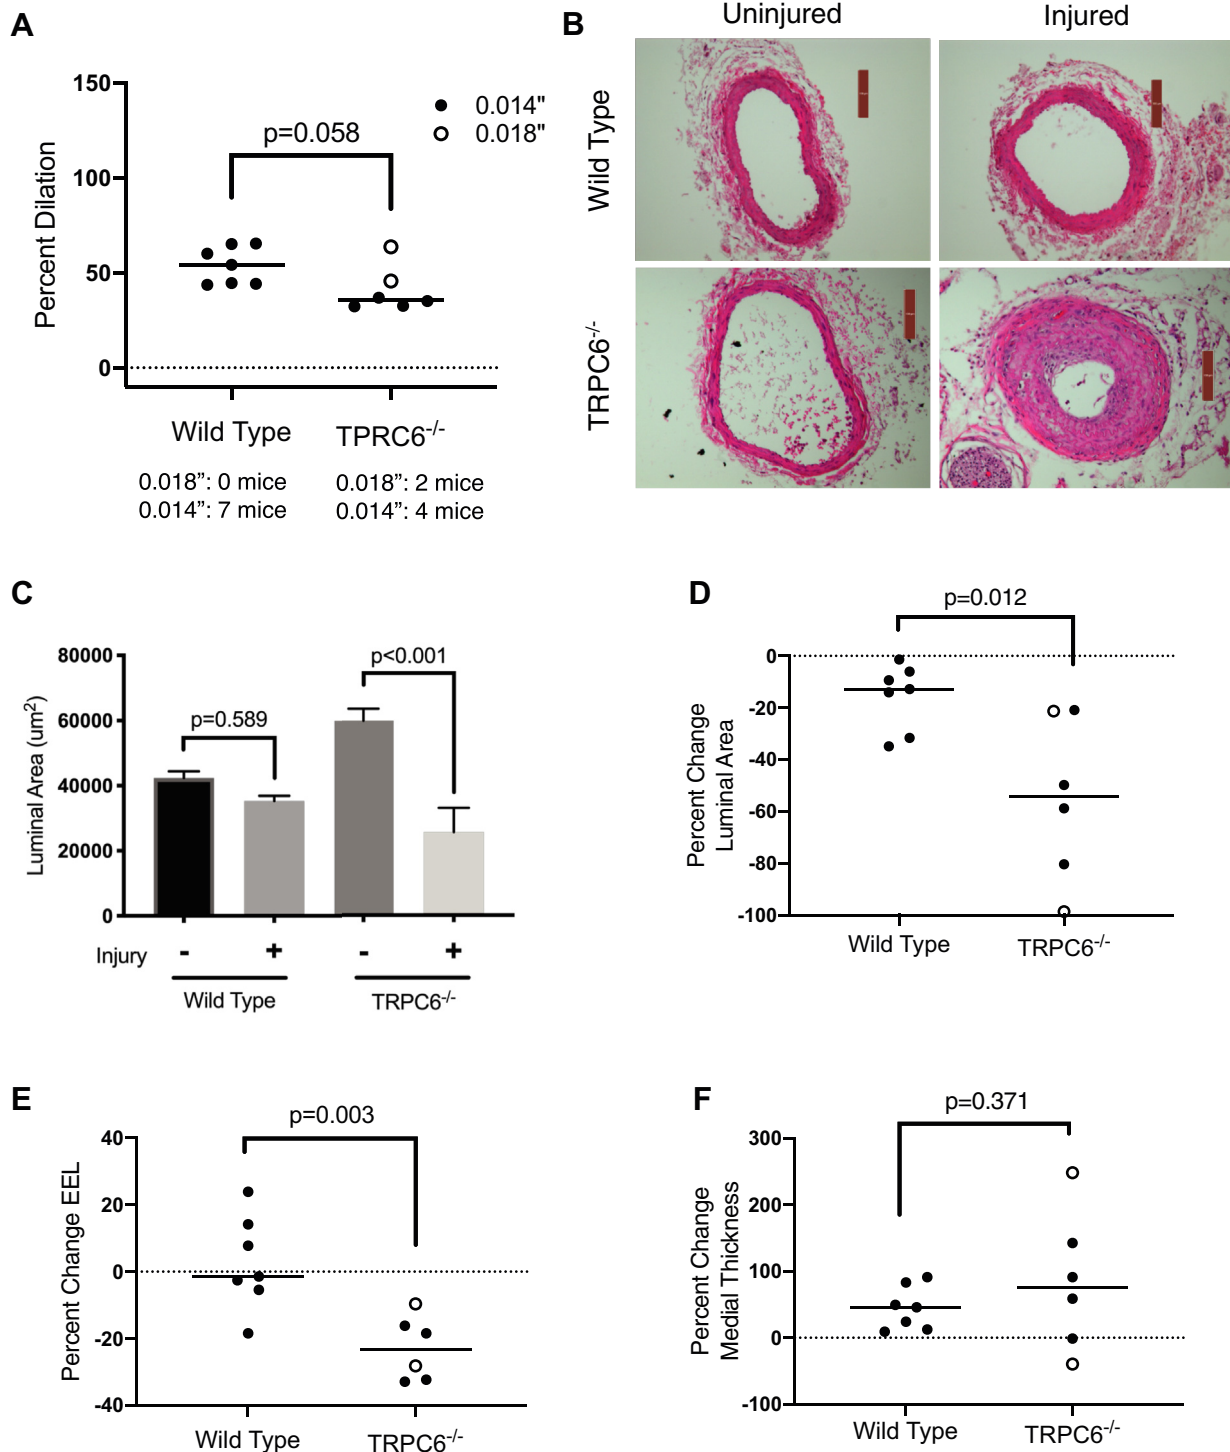 A
150
100
50
0
Percent Dilation
p=0.058
0.014"
0.018"
Wild Type
TPRC6-/-
0.018”: 0 mice
0.014”: 7 mice
0.018”: 2 mice
0.014”: 4 mice
B
Uninjured
Injured
Wild Type
TRPC6-/-
C
80000
60000
40000
20000
0
Luminal Area (um2)
p=0.589
p<0.001
Injury
-
+
-
+
Wild Type
TRPC6-/-
D
p=0.012
0
-20
-40
-60
-80
-100
Percent Change
Luminal Area
Wild Type
TRPC6-/-
E
p=0.003
40
20
0
-20
-40
Percent Change EEL
Wild Type
TRPC6-/-
F
p=0.371
300
200
100
0
-100
Percent Change
Medial Thickness
Wild Type
TRPC6-/-